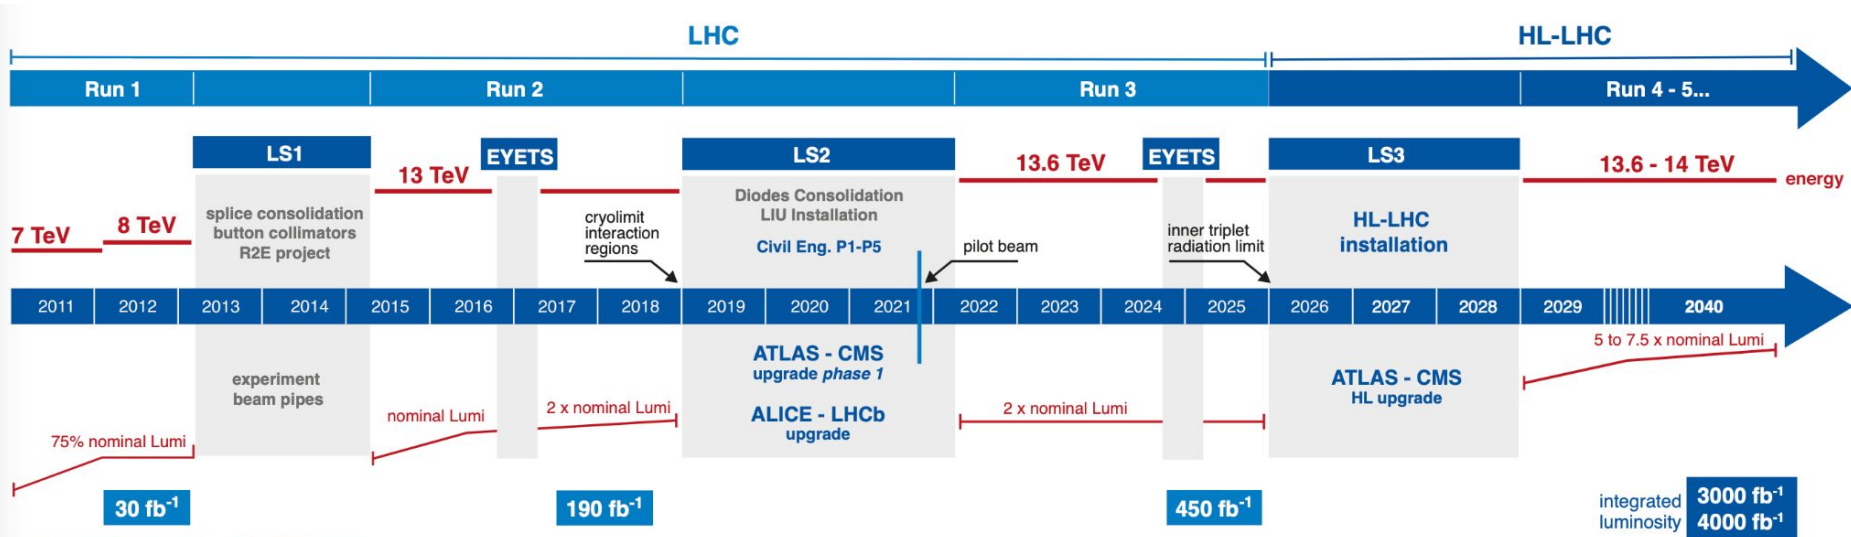 LHC
HL-LHC
Run 1
Run 2
Run 3
Run 4 - 5...
LS1
EYETS
LS2
EYETS
LS3
7 TeV
8 TeV
13 TeV
13.6 TeV
13.6 - 14 TeV
energy
splice consolidation
button collimators
R2E project
cryolimit
interaction
regions
Diodes Consolidation
LIU Installation
Civil Eng. P1-P5
pilot beam
inner triplet
radiation limit
HL-LHC
installation
2011
2012
2013
2014
2015
2016
2017
2018
2019
2020
2021
2022
2023
2024
2025
2026
2027
2028
2029
2040
experiment
beam pipes
75% nominal Lumi
nominal Lumi
2 x nominal Lumi
ATLAS - CMS
upgrade phase 1
ALICE - LHCb
upgrade
2 x nominal Lumi
ATLAS - CMS
HL upgrade
5 to 7.5 x nominal Lumi
30 fb⁻¹
190 fb⁻¹
450 fb⁻¹
integrated
luminosity
3000 fb⁻¹
4000 fb⁻¹